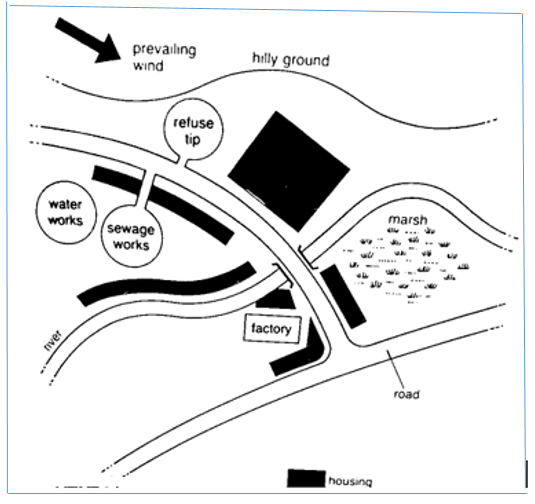 prevailing
wind
hilly ground
refuse
tip
water
works
sewage
works
marsh
factory
river
road
housing